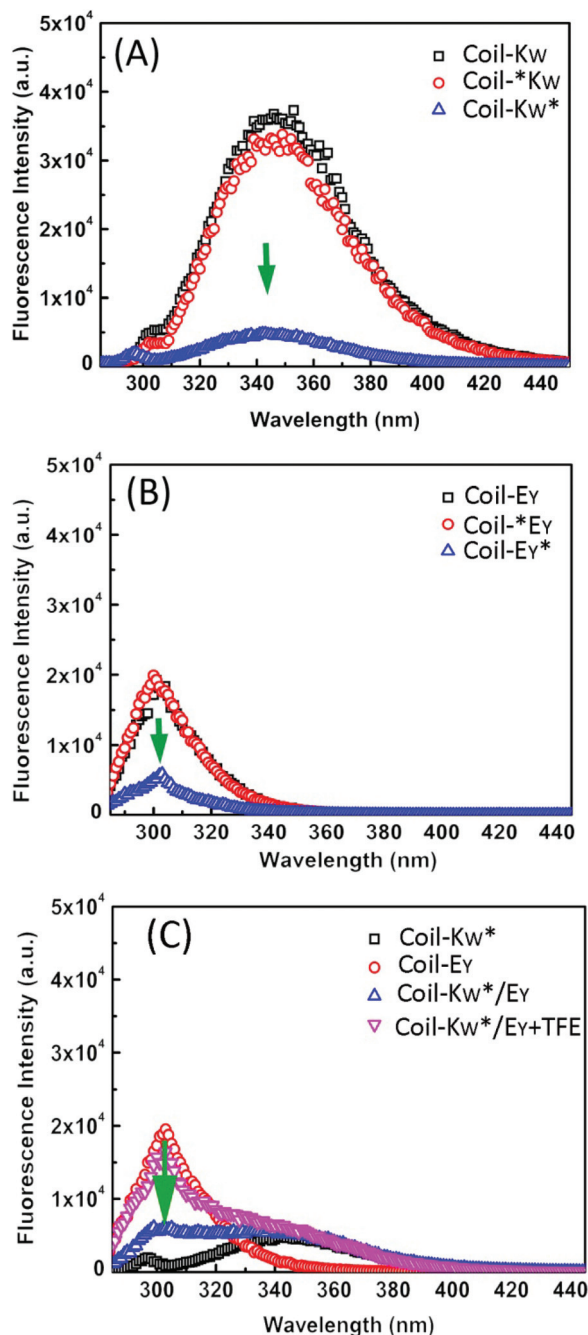 5x10⁴
(A)
Coil-Kw
Coil-*Kw
Coil-Kw*
4x10⁴
3x10⁴
2x10⁴
1x10⁴
0
Fluorescence Intensity (a.u.)
300 320 340 360 380 400 420 440
Wavelength (nm)
5x10⁴
(B)
Coil-EY
Coil-*EY
Coil-EY*
4x10⁴
3x10⁴
2x10⁴
1x10⁴
0
Fluorescence Intensity (a.u.)
300 320 340 360 380 400 420 440
Wavelength (nm)
5x10⁴
(C)
Coil-Kw*
Coil-EY
Coil-Kw*/EY
Coil-Kw*/EY+TFE
4x10⁴
3x10⁴
2x10⁴
1x10⁴
0
Fluorescence Intensity (a.u.)
300 320 340 360 380 400 420 440
Wavelength (nm)